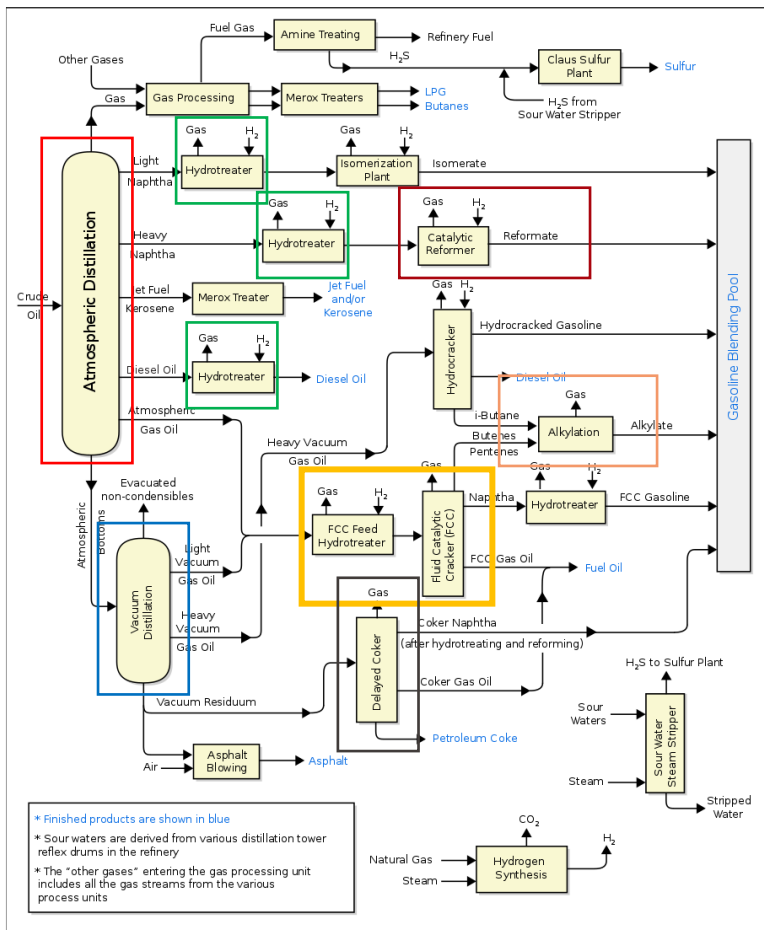 Fuel Gas
Amine Treating
Refinery Fuel
H₂S
Other Gases
Gas
Gas Processing
Merox Treaters
LPG
Butanes
Claus Sulfur
Plant
Sulfur
H₂S from
Sour Water Stripper
Light
Naphtha
Gas
H₂
Hydrotreater
Gas
H₂
Isomerization
Plant
Isomerate
Heavy
Naphtha
Gas
H₂
Hydrotreater
Gas
H₂
Catalytic
Reformer
Reformate
Crude
Oil
Atmospheric Distillation
Jet Fuel
Kerosene
Merox Treater
Jet Fuel
and/or
Kerosene
Gas
H₂
Hydrocracker
Hydrocracked Gasoline
Diesel Oil
Gasoline Blending Pool
Diesel Oil
Gas
H₂
Hydrotreater
Diesel Oil
i-Butane
Butenes
Pentenes
Gas
Alkylation
Alkylate
Atmospheric
Gas Oil
Heavy Vacuum
Gas Oil
Atmospheric
Bottoms
Evacuated
non-condensibles
Vacuum
Distillation
Light
Vacuum
Gas Oil
Heavy
Vacuum
Gas Oil
Gas
H₂
FCC Feed
Hydrotreater
Gas
Fluid Catalytic
Cracker (FCC)
Naphtha
Gas
H₂
Hydrotreater
FCC Gasoline
FCC Gas Oil
Fuel Oil
Gas
Delayed Coker
Coker Naphtha
(after hydrotreating and reforming)
Coker Gas Oil
Petroleum Coke
Vacuum Residuum
Air
Asphalt
Blowing
Asphalt
H₂S to Sulfur Plant
Sour
Waters
Sour Water
Steam Stripper
Steam
Stripped
Water
* Finished products are shown in blue
* Sour waters are derived from various distillation tower
reflex drums in the refinery
* The "other gases" entering the gas processing unit
includes all the gas streams from the various
process units
CO₂
H₂
Natural Gas
Steam
Hydrogen
Synthesis